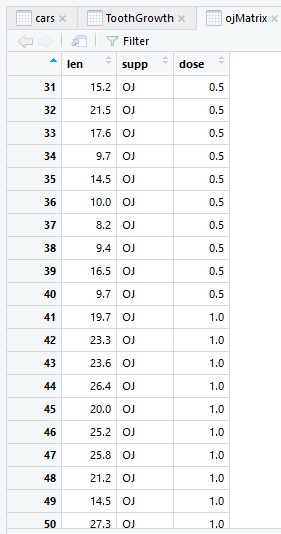 cars ToothGrowth ojMatrix
Filter
len supp dose
31 15.2 OJ 0.5
32 21.5 OJ 0.5
33 17.6 OJ 0.5
34 9.7 OJ 0.5
35 14.5 OJ 0.5
36 10.0 OJ 0.5
37 8.2 OJ 0.5
38 9.4 OJ 0.5
39 16.5 OJ 0.5
40 9.7 OJ 0.5
41 19.7 OJ 1.0
42 23.3 OJ 1.0
43 23.6 OJ 1.0
44 26.4 OJ 1.0
45 20.0 OJ 1.0
46 25.2 OJ 1.0
47 25.8 OJ 1.0
48 21.2 OJ 1.0
49 14.5 OJ 1.0
50 27.3 OJ 1.0